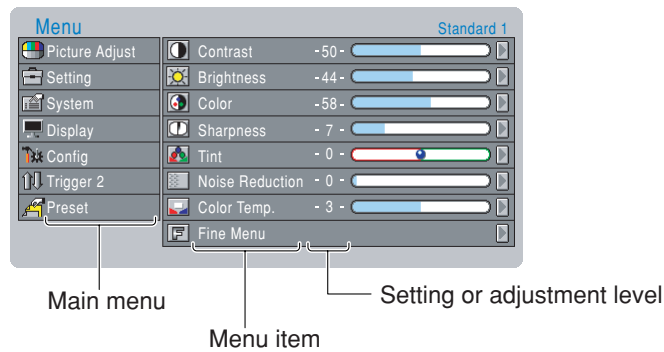 Menu Standard 1
Picture Adjust Contrast -50-
Setting Brightness -44-
System Color -58-
Display Sharpness - 7 -
Config Tint - 0 -
Trigger 2 Noise Reduction - 0 -
Preset Color Temp. - 3 -
F Fine Menu
Main menu
Setting or adjustment level
Menu item